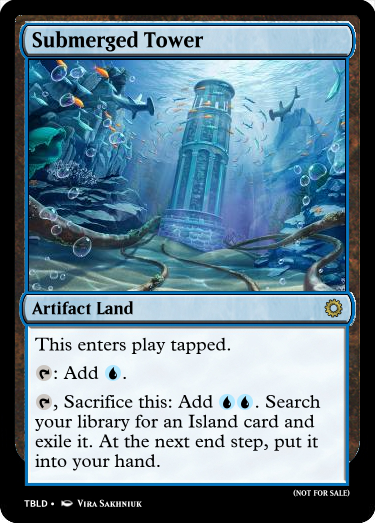 Submerged Tower
Artifact Land
This enters play tapped.
: Add .
, Sacrifice this: Add . Search
your library for an Island card and
exile it. At the next end step, put it
into your hand.
(NOT FOR SALE)
TBLD • Vira Sakhniuk